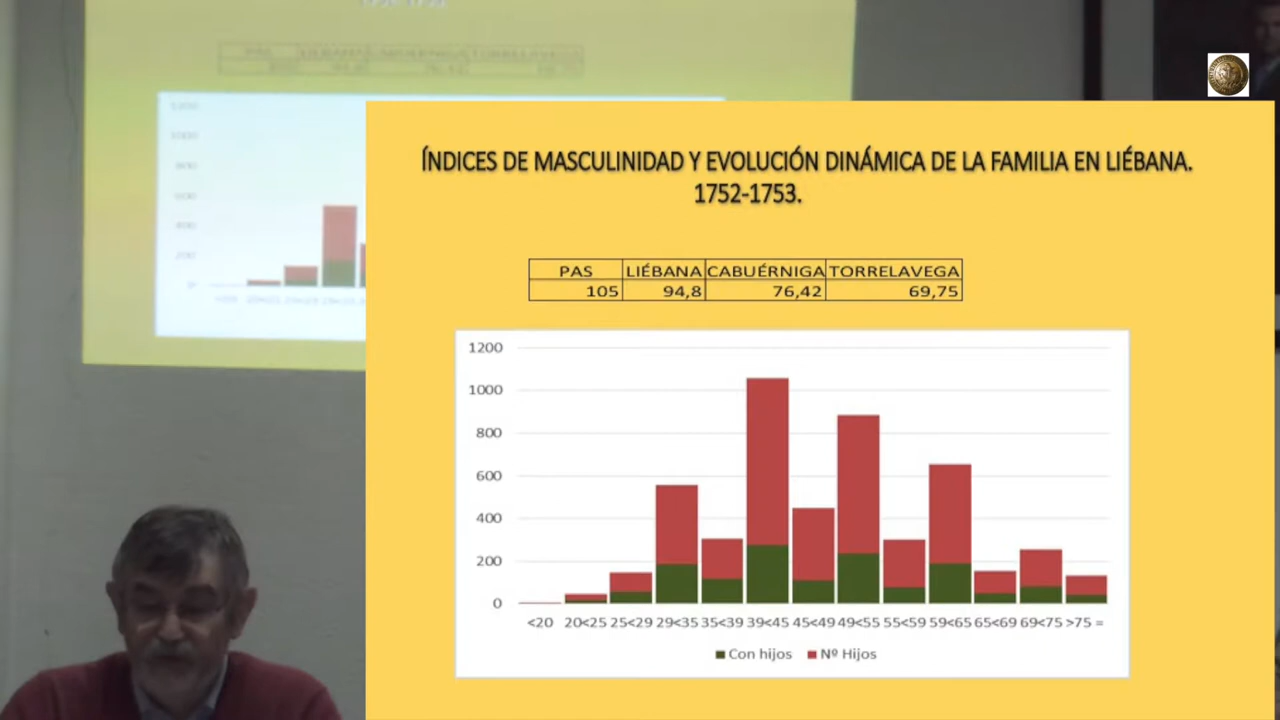 ÍNDICES DE MASCULINIDAD Y EVOLUCIÓN DINÁMICA DE LA FAMILIA EN LIÉBANA.
1752-1753.
PAS LIÉBANA CABUÉRNIGA TORRELAVEGA
105 94,8 76,42 69,75
1200
1000
800
600
400
200
0
<20 20<25 25<29 29<35 35<39 39<45 45<49 49<55 55<59 59<65 65<69 69<75 >75 =
Con hijos Nº Hijos